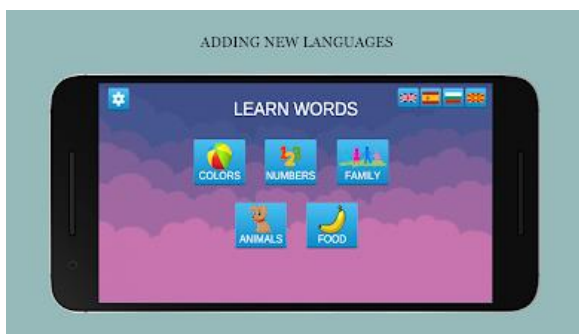 ADDING NEW LANGUAGES
LEARN WORDS
COLORS NUMBERS FAMILY
ANIMALS FOOD